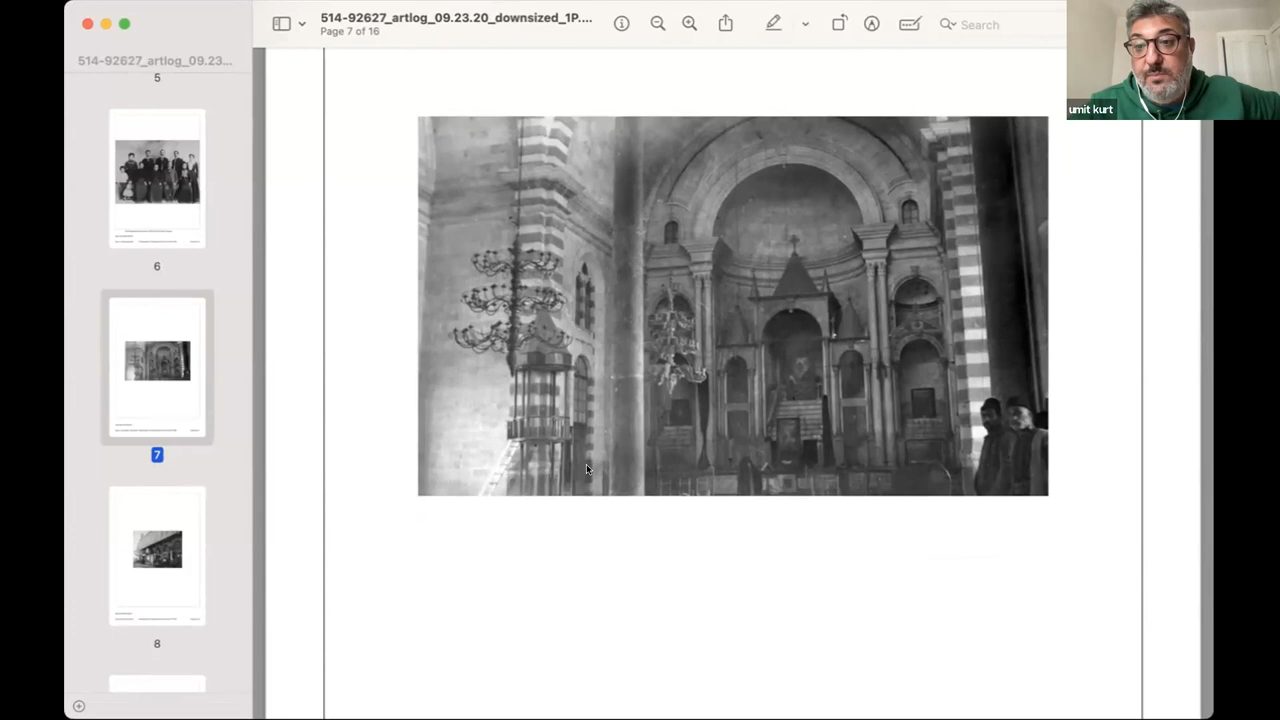 514-92627_artlog_09.23.20_downsized_1P....
Page 7 of 16
Search
umit kurt
514-92627_artlog_09.23...
5
6
7
8